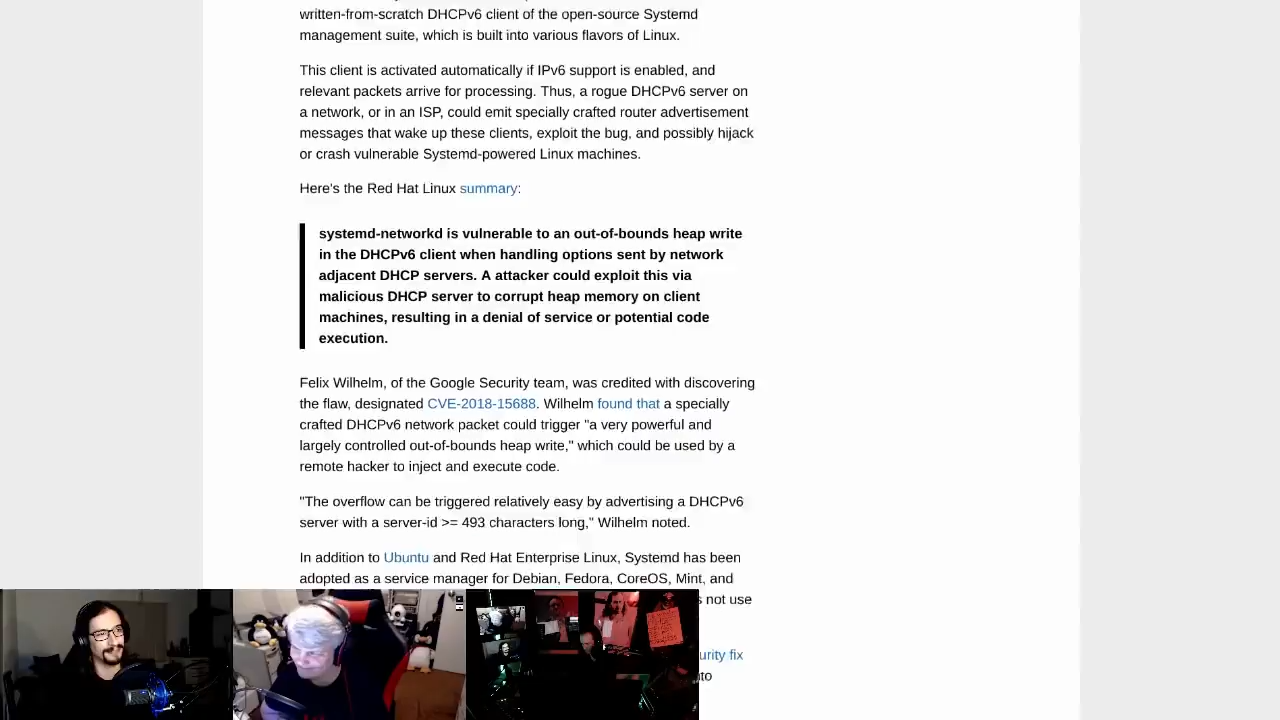 written-from-scratch DHCPv6 client of the open-source Systemd
management suite, which is built into various flavors of Linux.
This client is activated automatically if IPv6 support is enabled, and
relevant packets arrive for processing. Thus, a rogue DHCPv6 server on
a network, or in an ISP, could emit specially crafted router advertisement
messages that wake up these clients, exploit the bug, and possibly hijack
or crash vulnerable Systemd-powered Linux machines.
Here's the Red Hat Linux summary:
systemd-networkd is vulnerable to an out-of-bounds heap write
in the DHCPv6 client when handling options sent by network
adjacent DHCP servers. A attacker could exploit this via
malicious DHCP server to corrupt heap memory on client
machines, resulting in a denial of service or potential code
execution.
Felix Wilhelm, of the Google Security team, was credited with discovering
the flaw, designated CVE-2018-15688. Wilhelm found that a specially
crafted DHCPv6 network packet could trigger "a very powerful and
largely controlled out-of-bounds heap write," which could be used by a
remote hacker to inject and execute code.
"The overflow can be triggered relatively easy by advertising a DHCPv6
server with a server-id >= 493 characters long," Wilhelm noted.
In addition to Ubuntu and Red Hat Enterprise Linux, Systemd has been
adopted as a service manager for Debian, Fedora, CoreOS, Mint, and
not use
fix